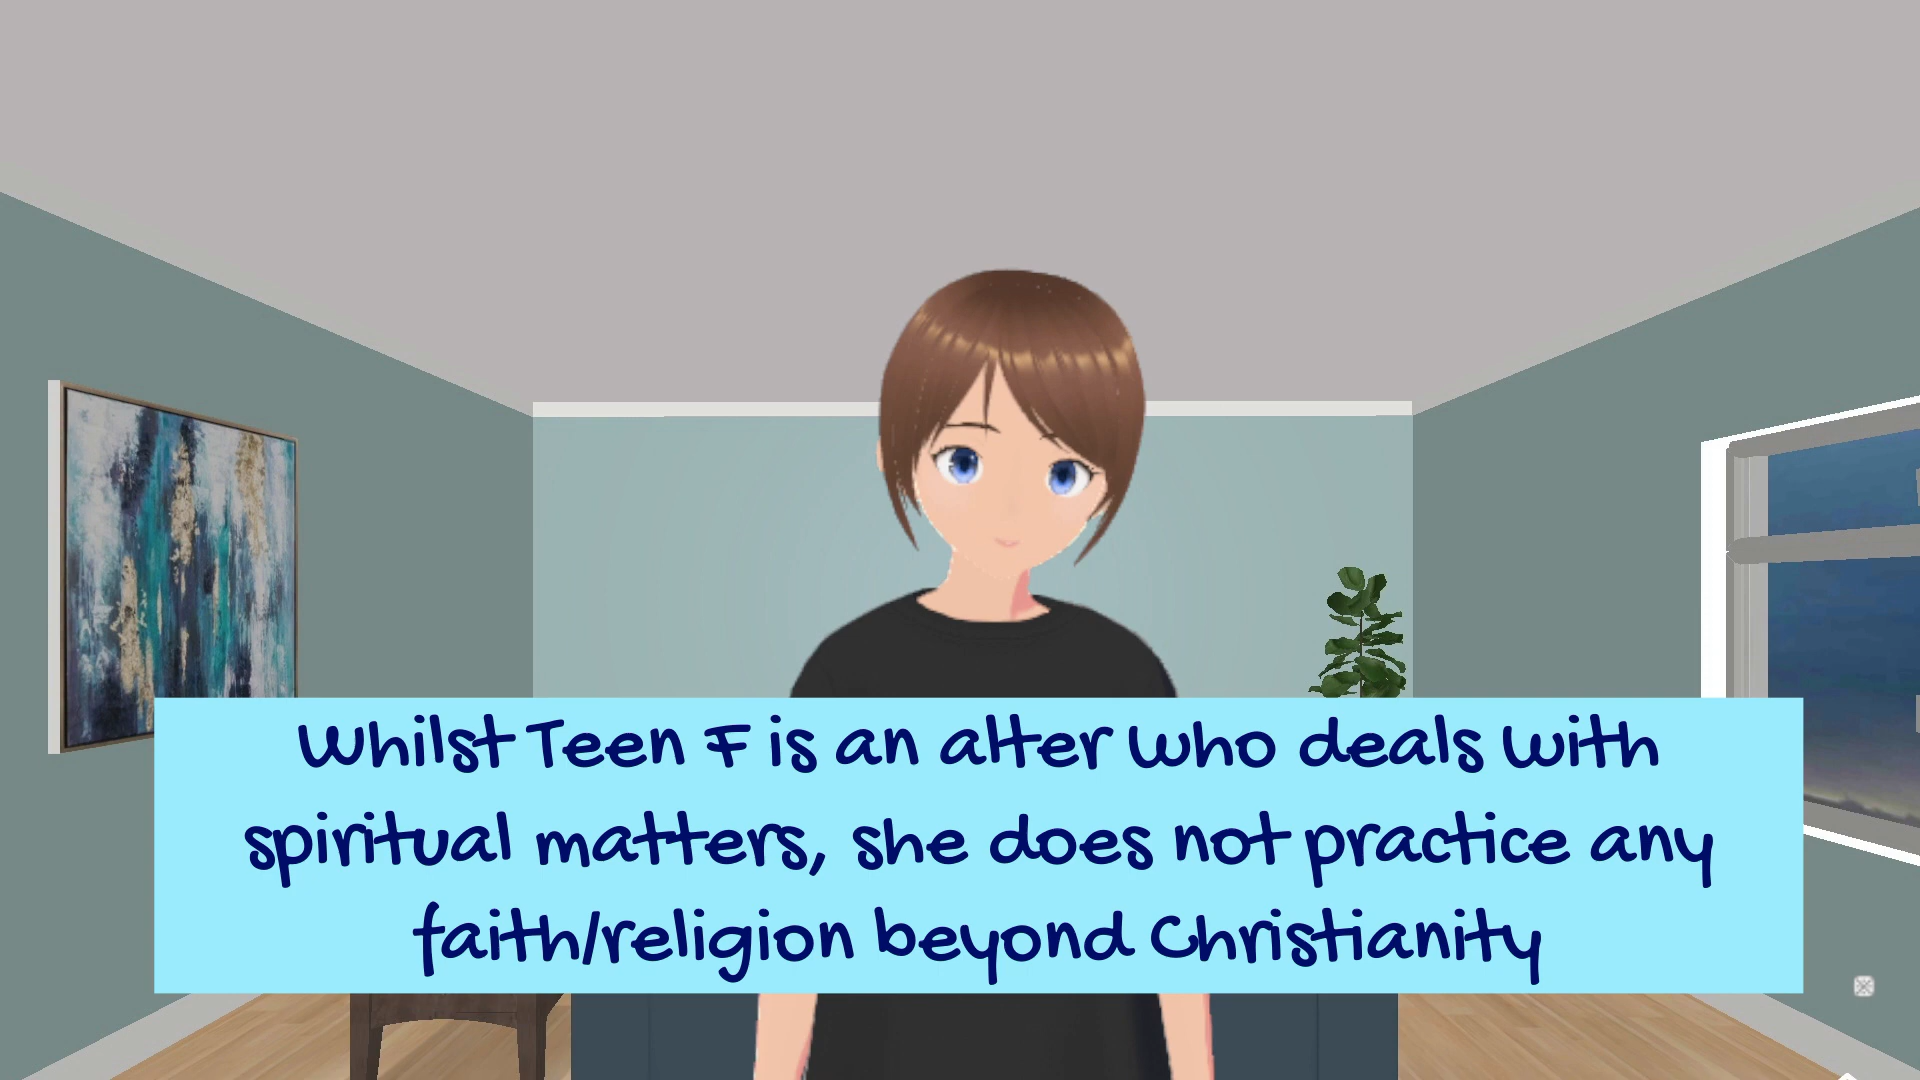 Whilst Teen F is an alter who deals with
spiritual matters, she does not practice any
faith/religion beyond Christianity